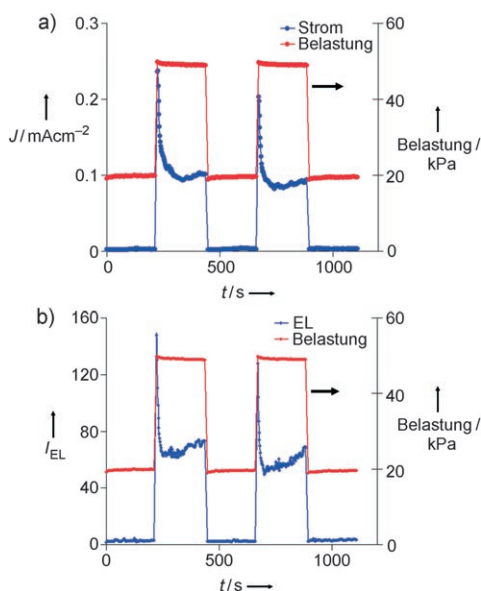 a)
0.3
0.2
0.1
0
J / mAcm⁻²
Strom
Belastung
60
40
20
0
Belastung /
kPa
0
500
1000
t / s
b)
160
120
80
40
0
I_EL
EL
Belastung
60
40
20
0
Belastung /
kPa
0
500
1000
t / s